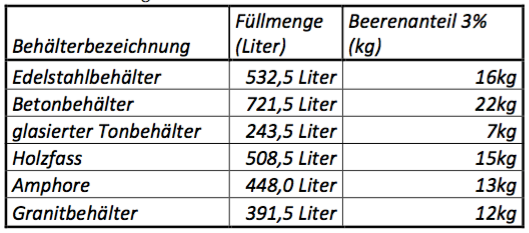 Behälterbezeichnung Füllmenge (Liter) Beerenanteil 3% (kg)
Edelstahlbehälter 532,5 Liter 16kg
Betonbehälter 721,5 Liter 22kg
glasierter Tonbehälter 243,5 Liter 7kg
Holzfass 508,5 Liter 15kg
Amphore 448,0 Liter 13kg
Granitbehälter 391,5 Liter 12kg